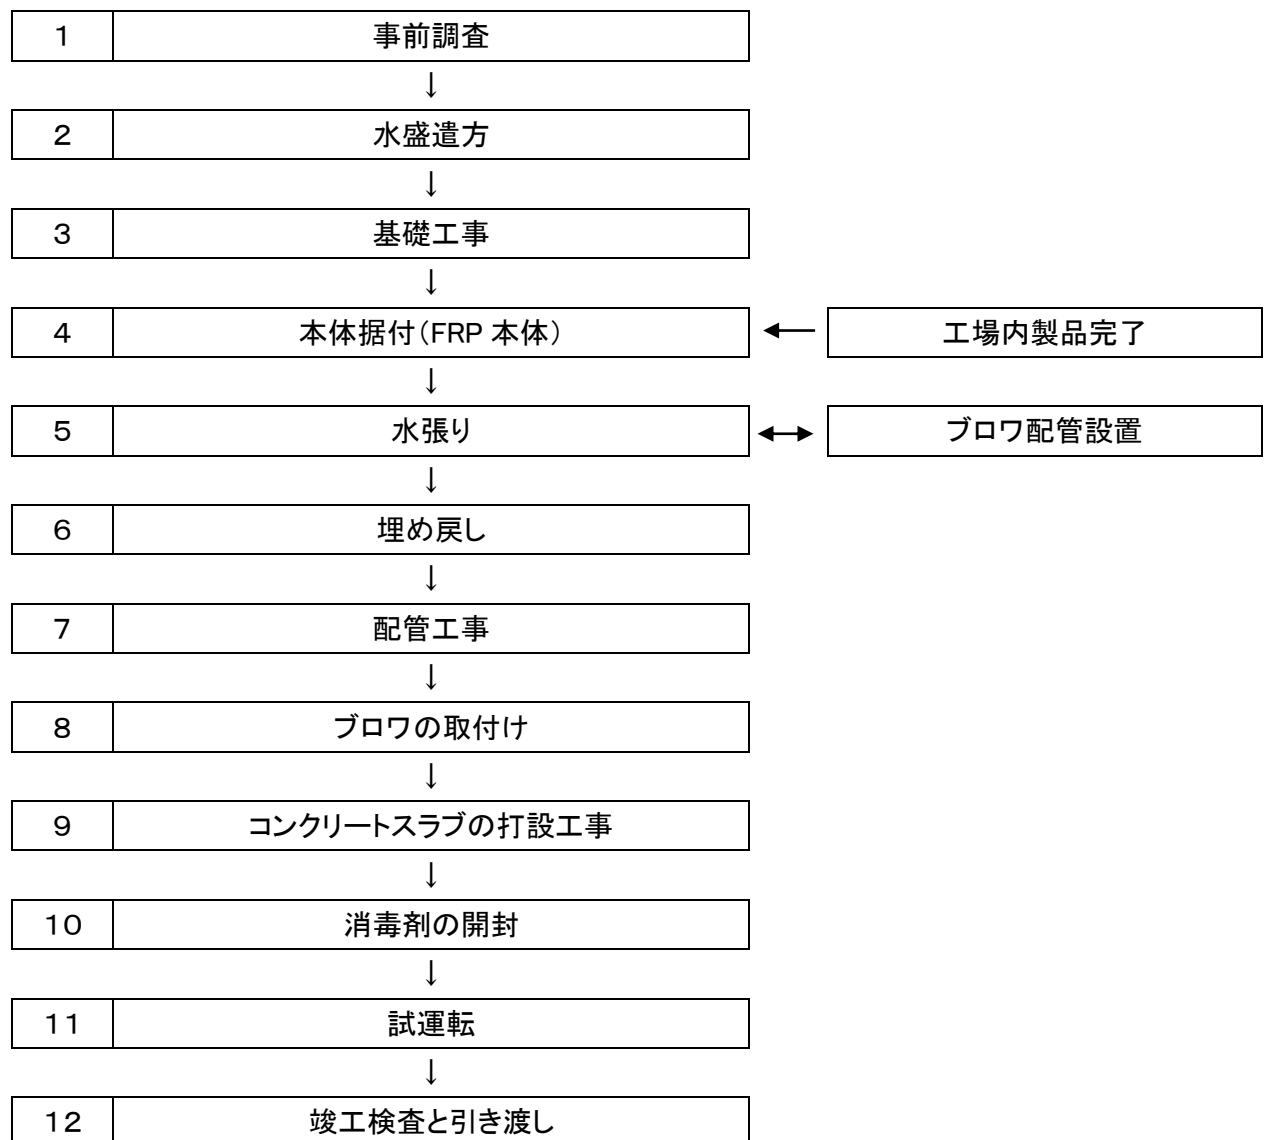 １ 事前調査
↓
２ 水盛遣方
↓
３ 基礎工事
↓
４ 本体据付（FRP 本体） ← 工場内製品完了
↓
５ 水張り ↔ ブロワ配管設置
↓
６ 埋め戻し
↓
７ 配管工事
↓
８ ブロワの取付け
↓
９ コンクリートスラブの打設工事
↓
１０ 消毒剤の開封
↓
１１ 試運転
↓
１２ 竣工検査と引き渡し